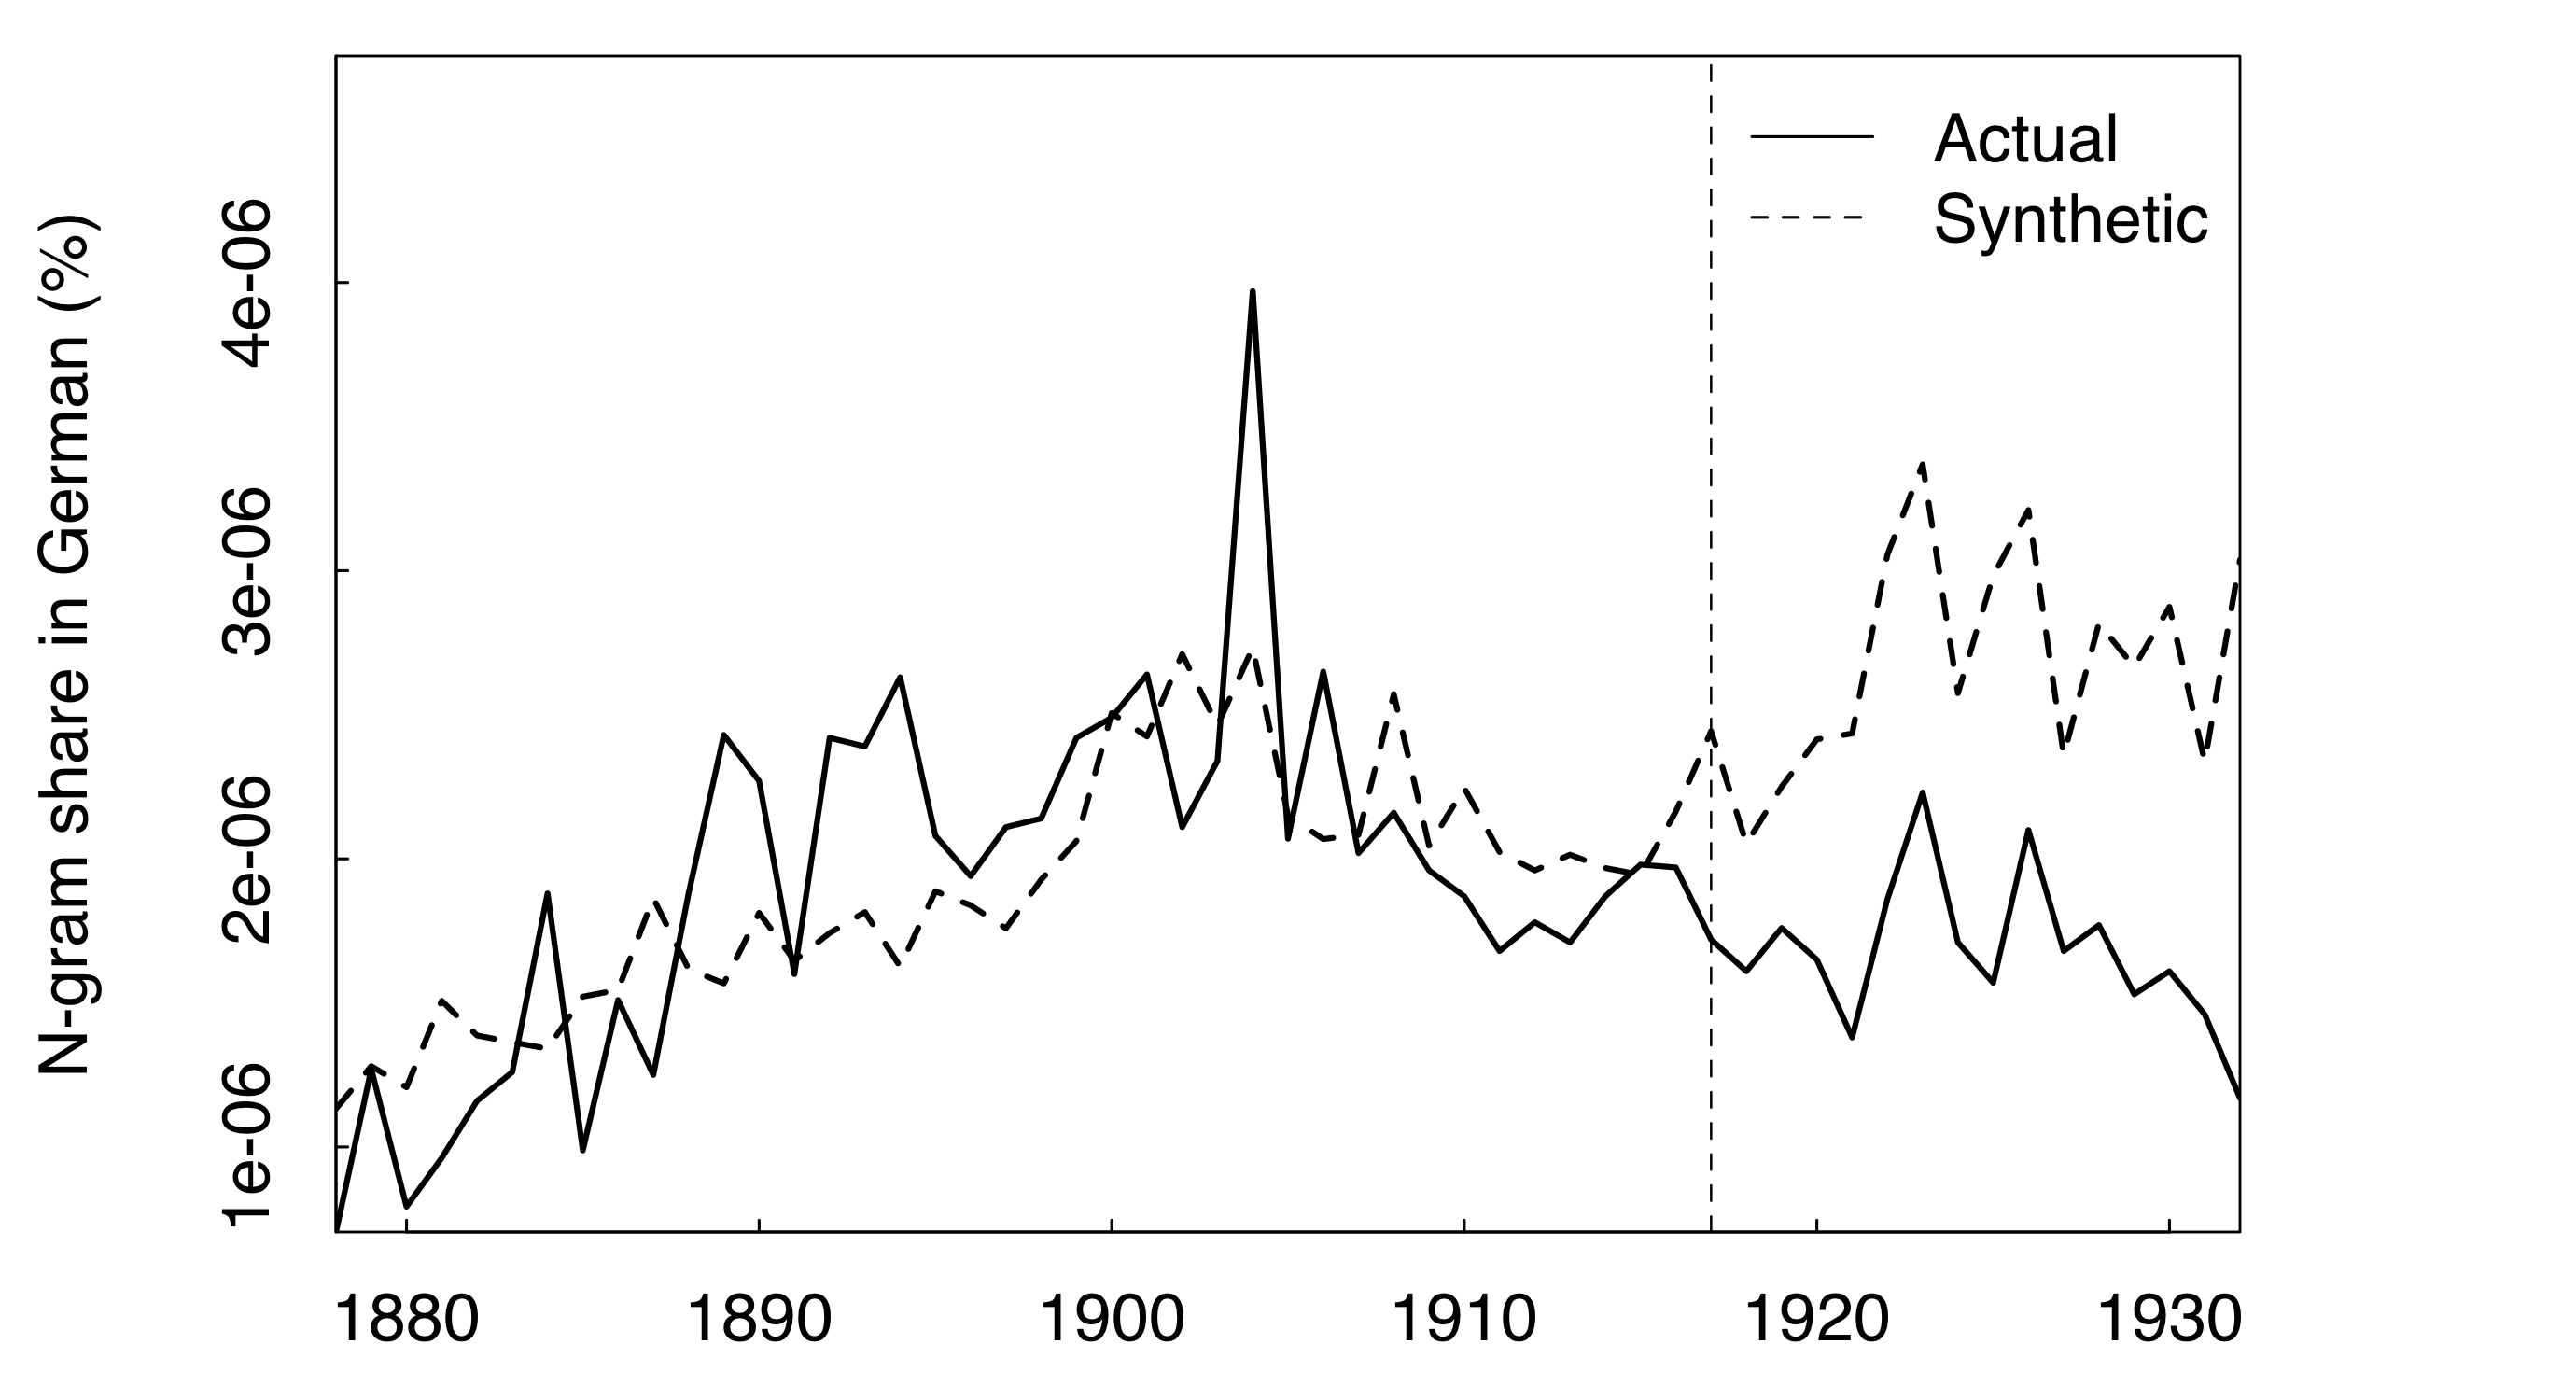 Actual
Synthetic
N-gram share in German (%)
4e-06
3e-06
2e-06
1e-06
1880 1890 1900 1910 1920 1930